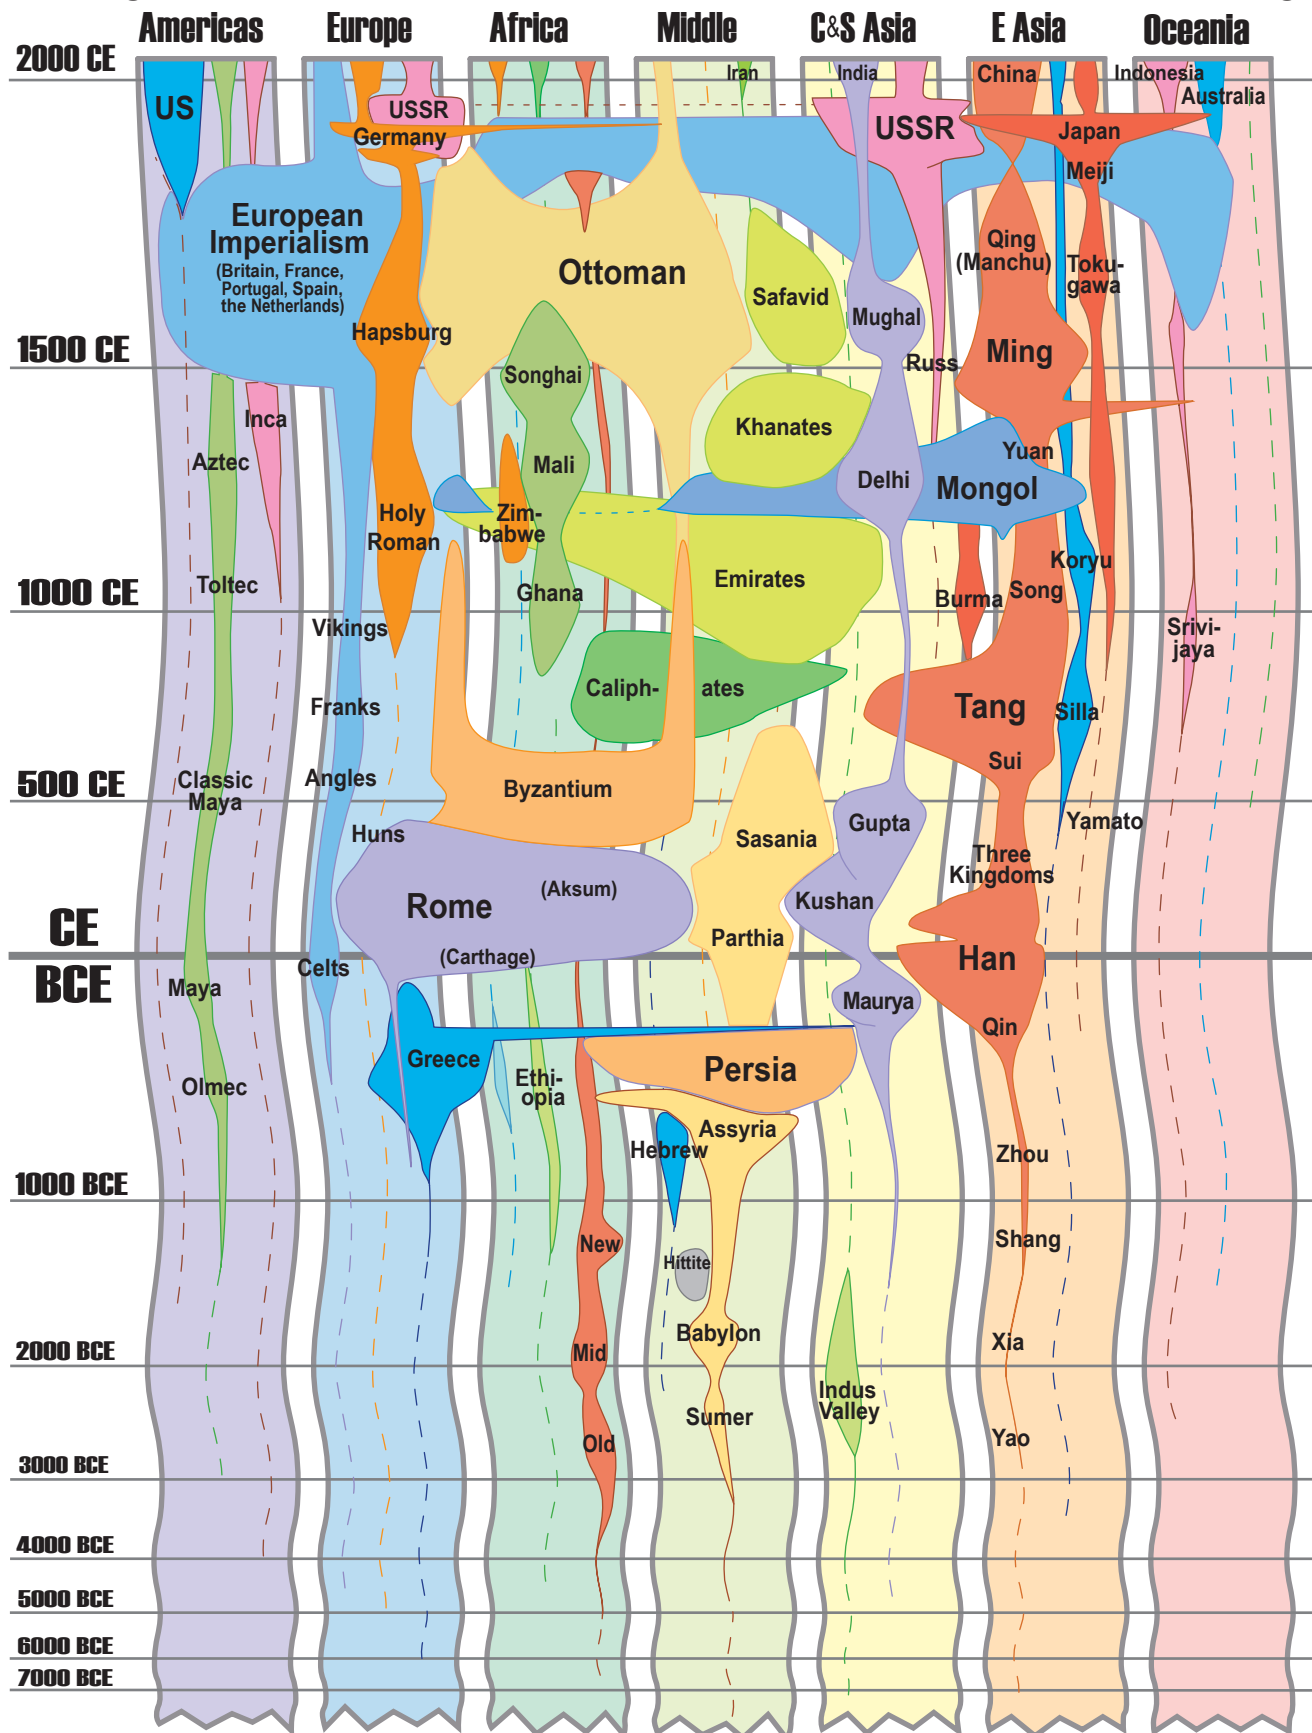 Americas Europe Africa Middle C&S Asia E Asia Oceania
2000 CE
Iran India China Indonesia
US USSR USSR Australia
Germany Japan
Meiji
European
Imperialism
(Britain, France,
Portugal, Spain,
the Netherlands)
Ottoman
Qing
(Manchu)
Toku-
gawa
Safavid
Mughal
Hapsburg
1500 CE
Ming
Russ
Songhai
Inca
Khanates
Aztec
Mali
Delhi
Yuan
Mongol
Holy
Roman
Zim-
babwe
Koryu
Toltec
Ghana
Emirates
Burma
Song
1000 CE
Vikings
Srivi-
jaya
Caliph- ates
Franks
Tang
Silla
Sui
Classic
Maya
Angles
Byzantium
500 CE
Huns
Sasania
Gupta
Yamato
Three
Kingdoms
(Aksum)
Rome
Kushan
CE
Parthia
(Carthage)
Han
Celts
BCE
Maya
Maurya
Qin
Greece
Persia
Olmec
Ethi-
opia
Assyria
Hebrew
Zhou
1000 BCE
New
Shang
Hittite
Babylon
Xia
Mid
2000 BCE
Indus
Valley
Sumer
Old
Yao
3000 BCE
4000 BCE
5000 BCE
6000 BCE
7000 BCE